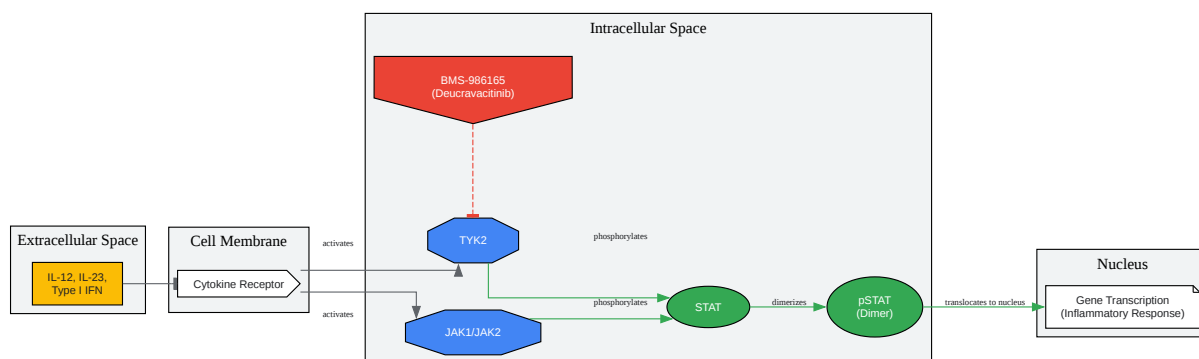 Intracellular Space
BMS-986165
(Deucravacitinib)
Extracellular Space
IL-12, IL-23,
Type I IFN
Cell Membrane
Cytokine Receptor
activates
activates
TYK2
JAK1/JAK2
phosphorylates
phosphorylates
STAT
dimerizes
pSTAT
(Dimer)
translocates to nucleus
Nucleus
Gene Transcription
(Inflammatory Response)